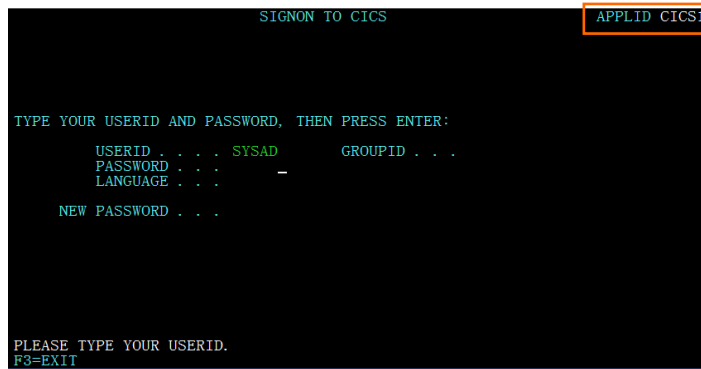 SIGNON TO CICS APPLID CICS1
TYPE YOUR USERID AND PASSWORD, THEN PRESS ENTER:
USERID . . . . SYSAD GROUPID . . .
PASSWORD . . . _
LANGUAGE . . .
NEW PASSWORD . . .
PLEASE TYPE YOUR USERID.
F3=EXIT